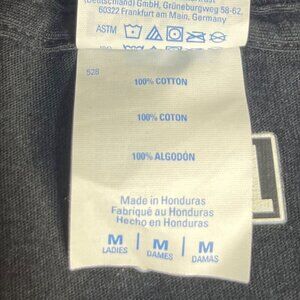 (Deutschland) GmbH, Grüneburgweg 58-62,
60322 Frankfurt am Main, Germany
ASTM
ISO
528
100% COTTON
100% COTON
100% ALGODÓN
Made in Honduras
Fabriqué au Honduras
Hecho en Honduras
M | M | M
LADIES DAMES DAMAS